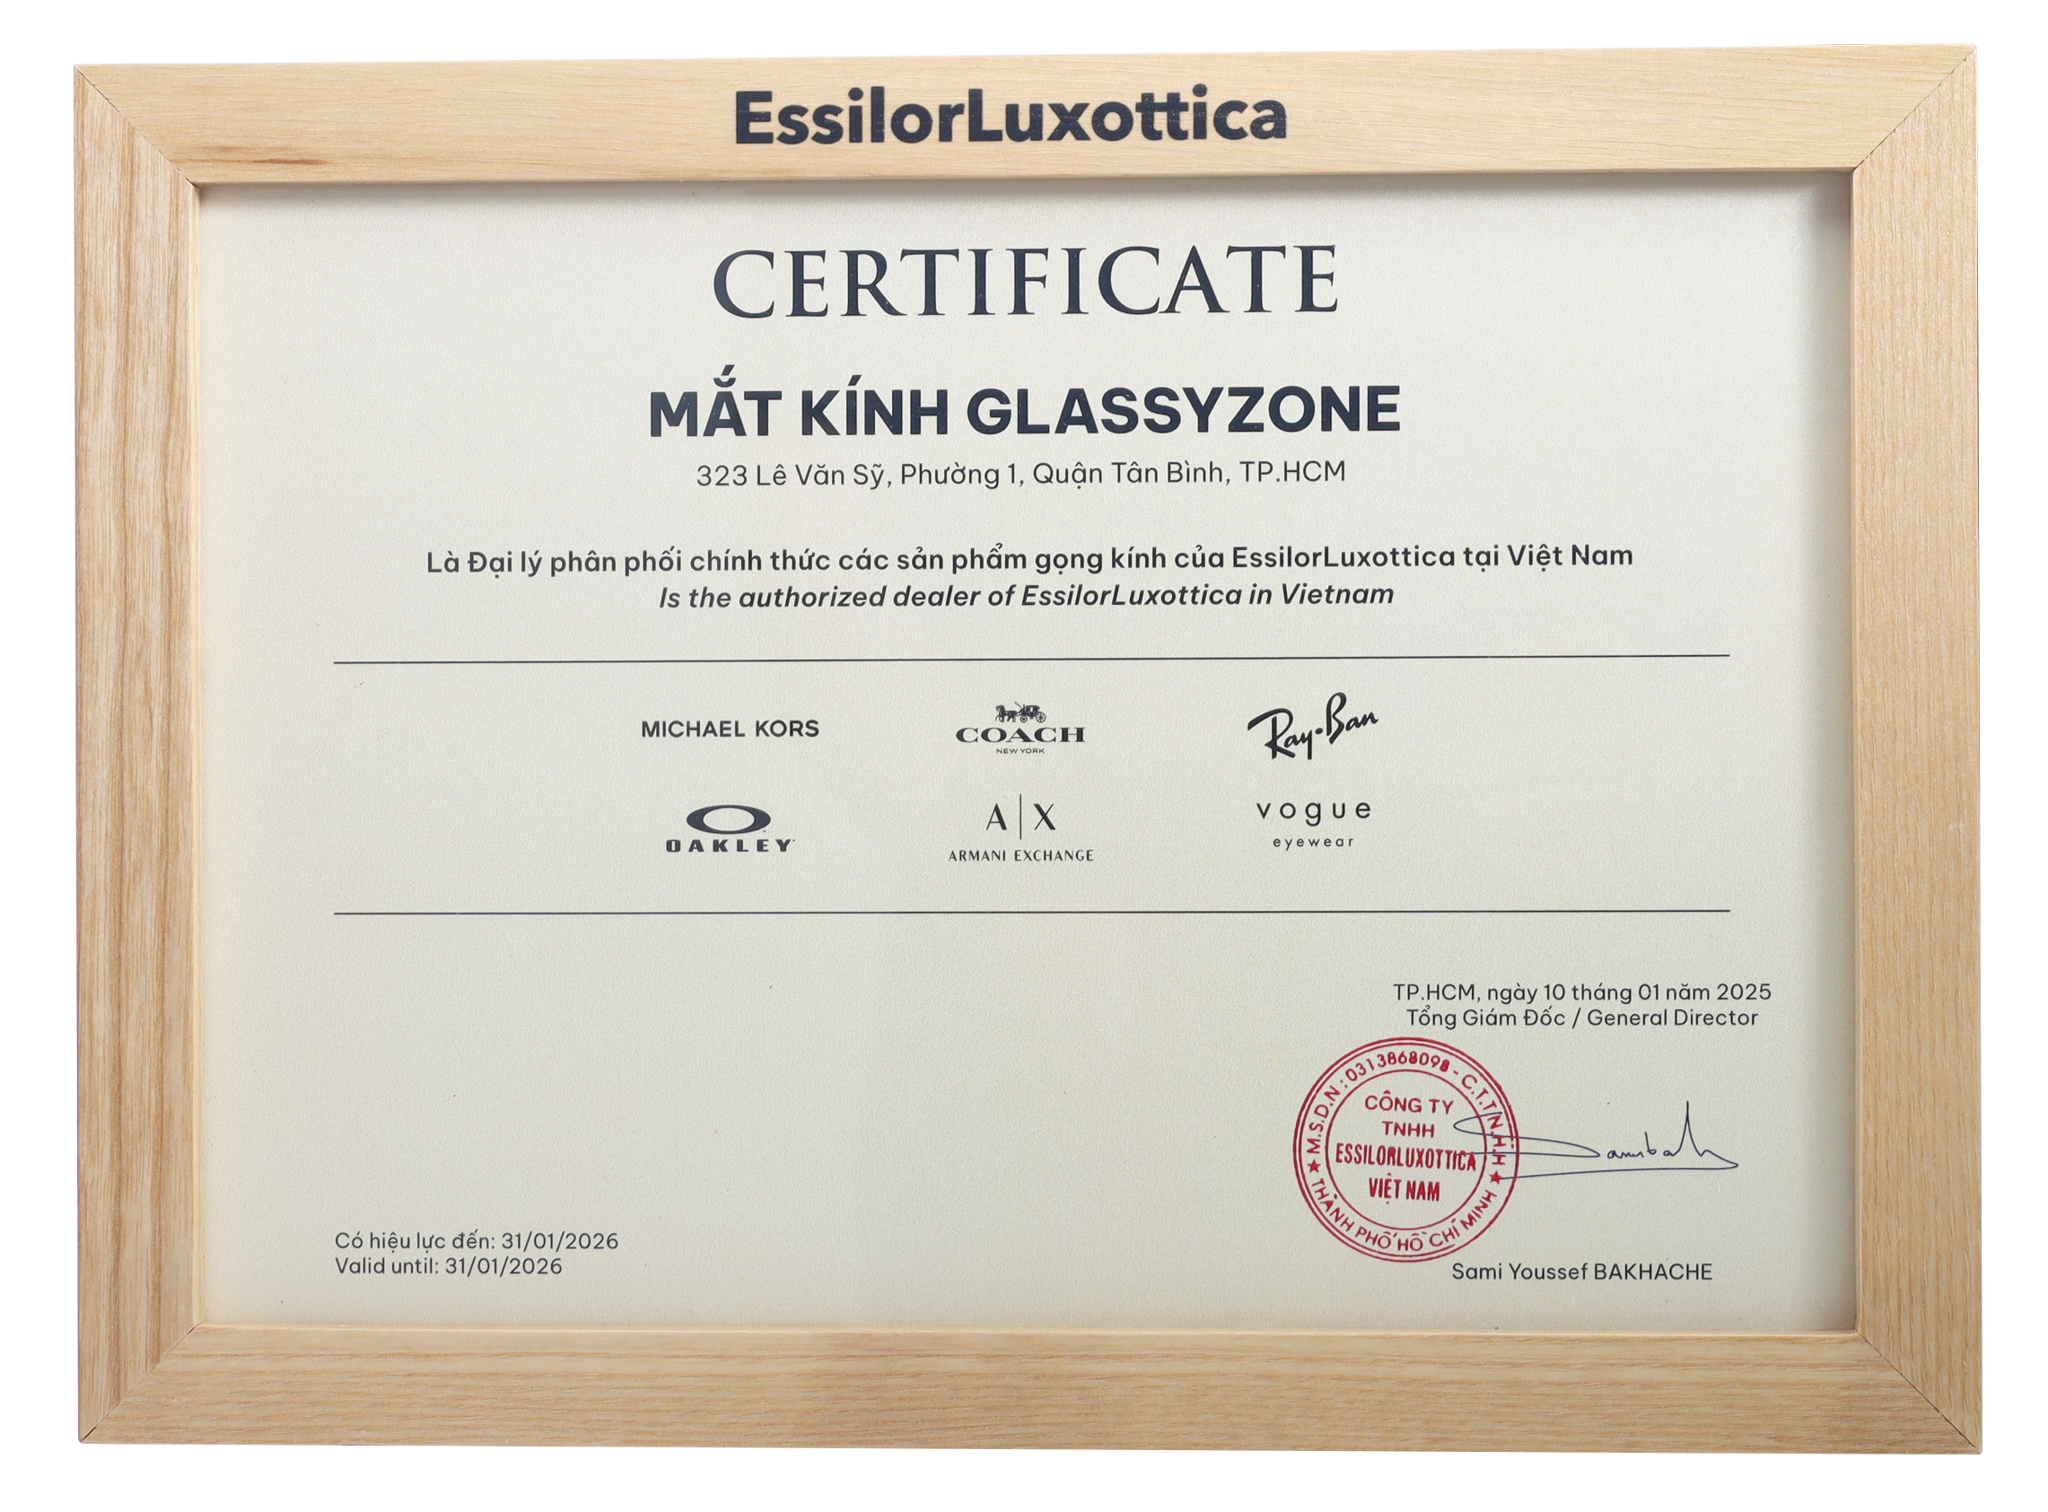 EssilorLuxottica
CERTIFICATE
MẮT KÍNH GLASSYZONE
323 Lê Văn Sỹ, Phường 1, Quận Tân Bình, TP.HCM
Là Đại lý phân phối chính thức các sản phẩm gọng kính của EssilorLuxottica tại Việt Nam
Is the authorized dealer of EssilorLuxottica in Vietnam
MICHAEL KORS
COACH
NEW YORK
Ray-Ban
OAKLEY
A|X
ARMANI EXCHANGE
vogue
eyewear
TP.HCM, ngày 10 tháng 01 năm 2025
Tổng Giám Đốc / General Director
M.S.D.N: 0313868098 - C.T.T.N.H.H
CÔNG TY
TNHH
ESSILORLUXOTTICA
VIỆT NAM
★ THÀNH PHỐ HỒ CHÍ MINH ★
Sambah
Sami Youssef BAKHACHE
Có hiệu lực đến: 31/01/2026
Valid until: 31/01/2026